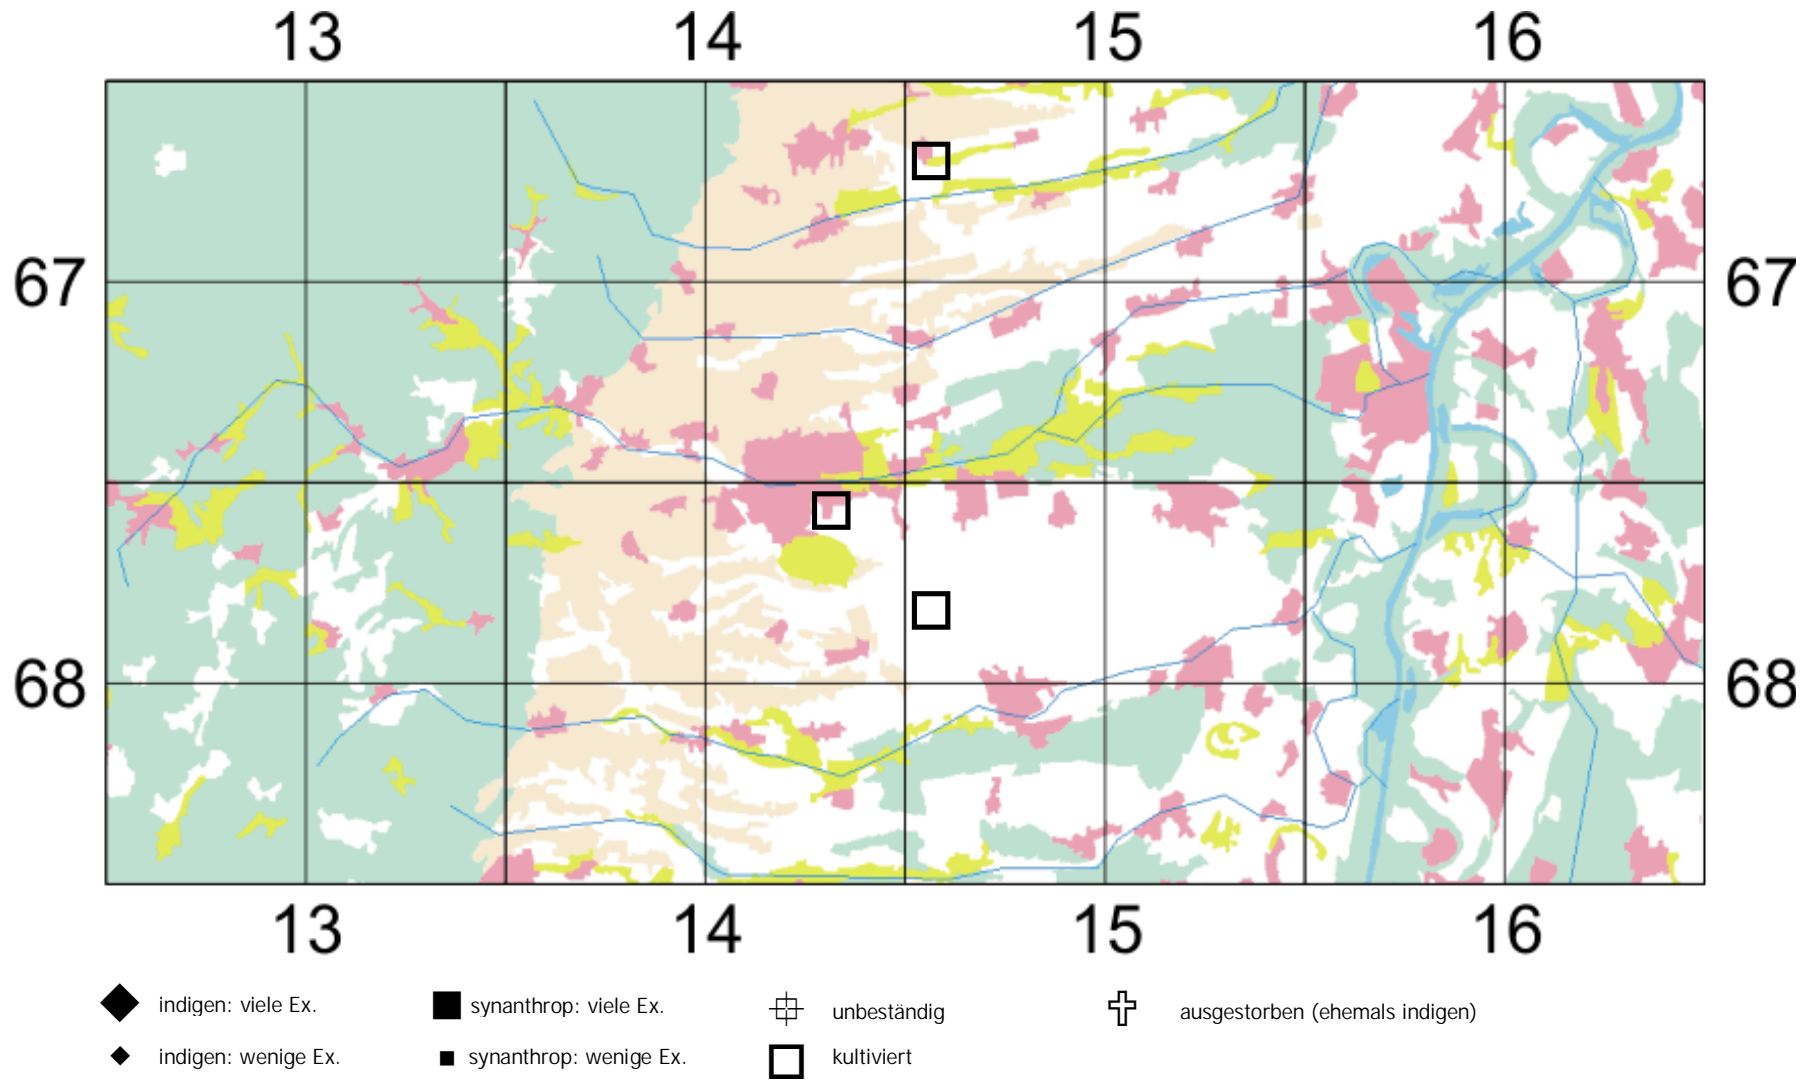 13 14 15 16
67 67
68 68
13 14 15 16
indigen: viele Ex. synanthrop: viele Ex. unbeständig ausgestorben (ehemals indigen)
indigen: wenige Ex. synanthrop: wenige Ex. kultiviert